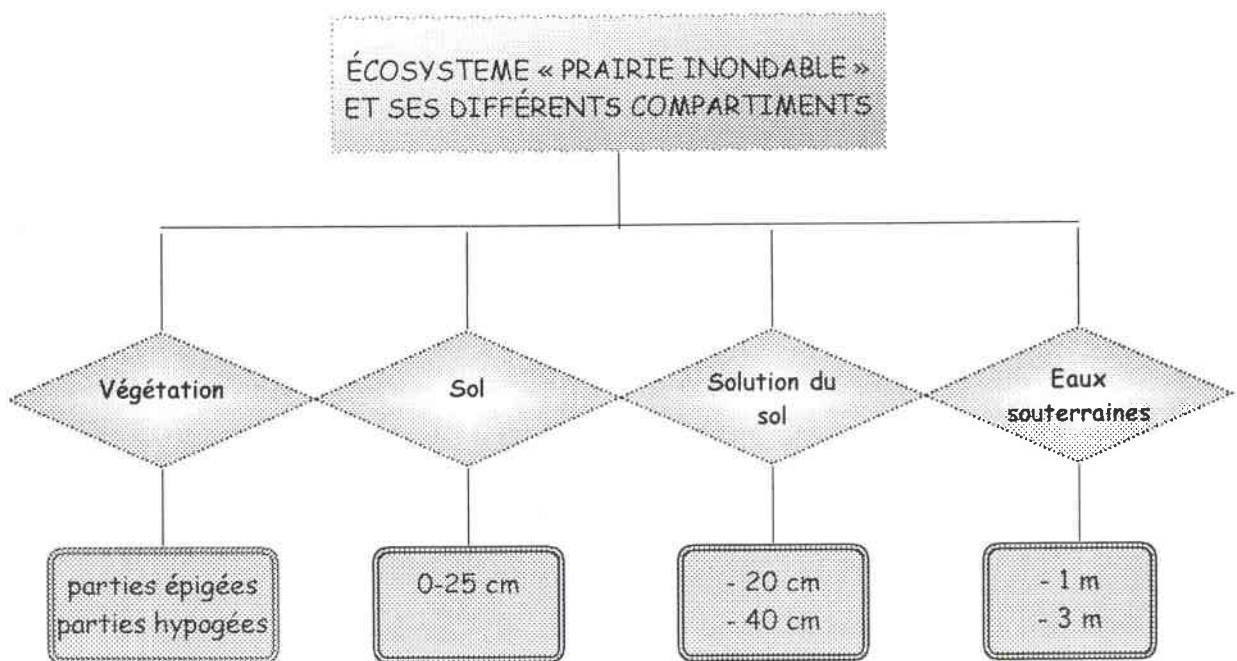 ÉCOSYSTEME « PRAIRIE INONDABLE »
ET SES DIFFÉRENTS COMPARTIMENTS
Végétation
Sol
Solution du
sol
Eaux
souterraines
parties épigées
parties hypogées
0-25 cm
- 20 cm
- 40 cm
- 1 m
- 3 m